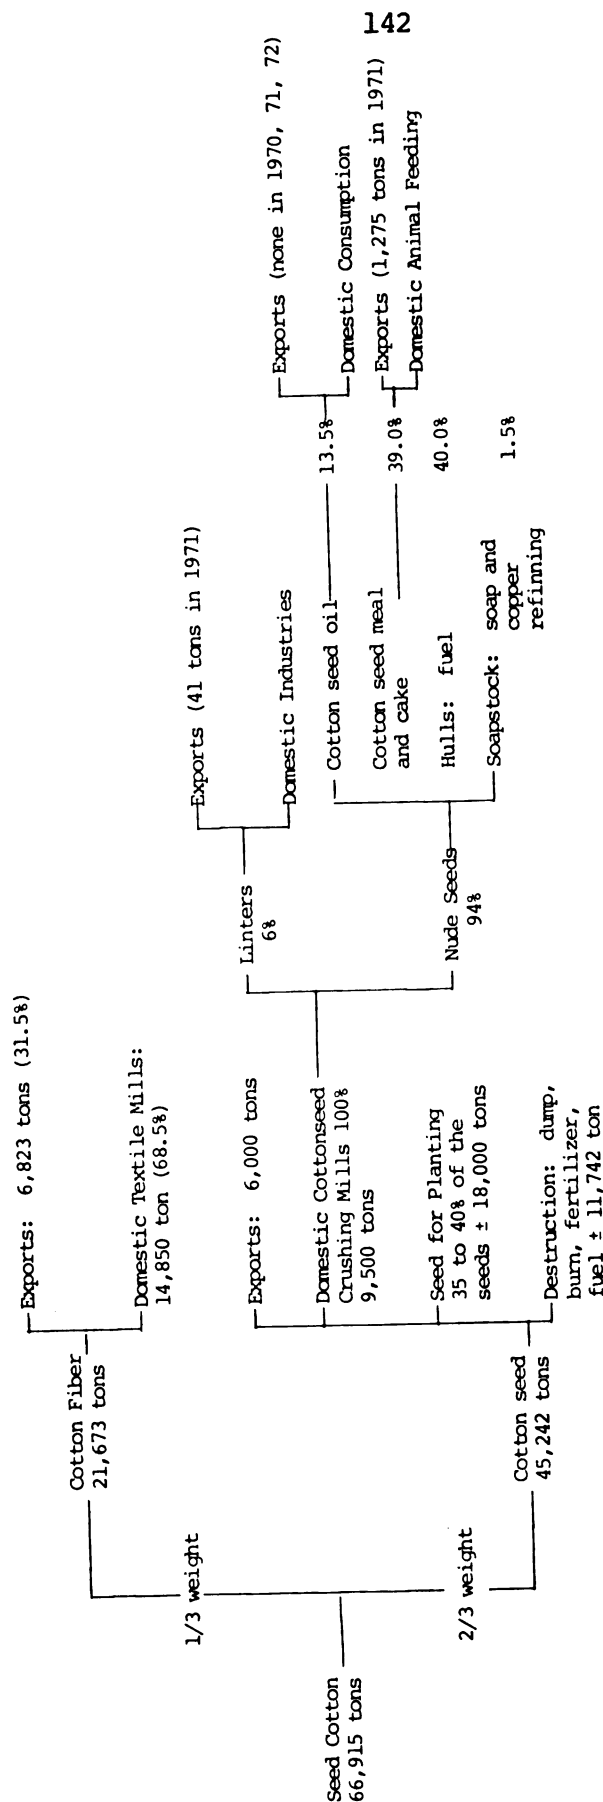 142
Seed Cotton
66,915 tons
1/3 weight
2/3 weight
Cotton Fiber
21,673 tons
Exports: 6,823 tons (31.5%)
Domestic Textile Mills:
14,850 ton (68.5%)
Cotton seed
45,242 tons
Exports: 6,000 tons
Domestic Cottonseed
Crushing Mills 100%
9,500 tons
Seed for Planting
35 to 40% of the
seeds ± 18,000 tons
Destruction: dump,
burn, fertilizer,
fuel ± 11,742 ton
Linters
6%
Exports (41 tons in 1971)
Domestic Industries
Nude Seeds
94%
Cotton seed oil
13.5%
Exports (none in 1970, 71, 72)
Domestic Consumption
Cotton seed meal
and cake
39.0%
Exports (1,275 tons in 1971)
Domestic Animal Feeding
Hulls: fuel
40.0%
Soapstock: soap and
copper
refinning
1.5%